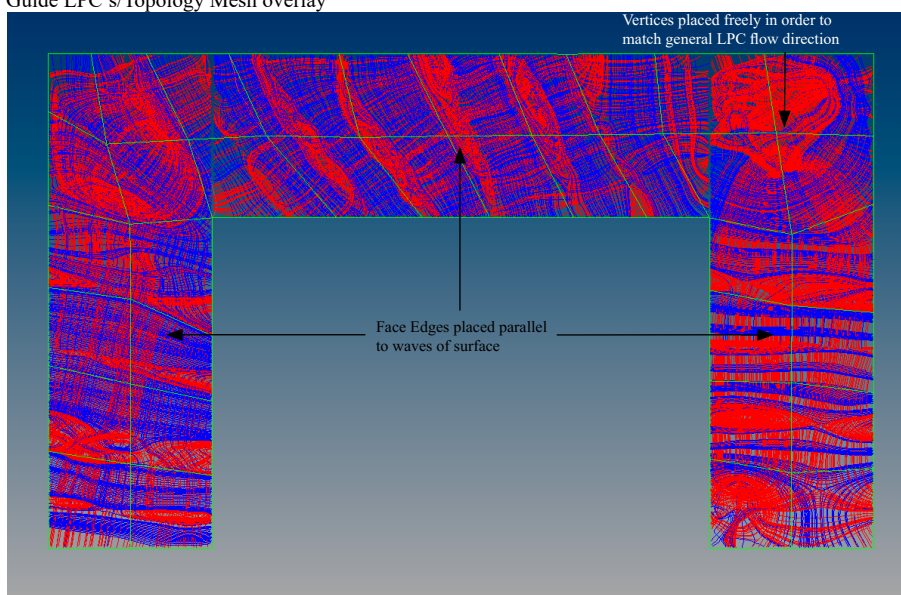 Guide LPC's/Topology Mesh overlay
Vertices placed freely in order to
match general LPC flow direction
Face Edges placed parallel
to waves of surface